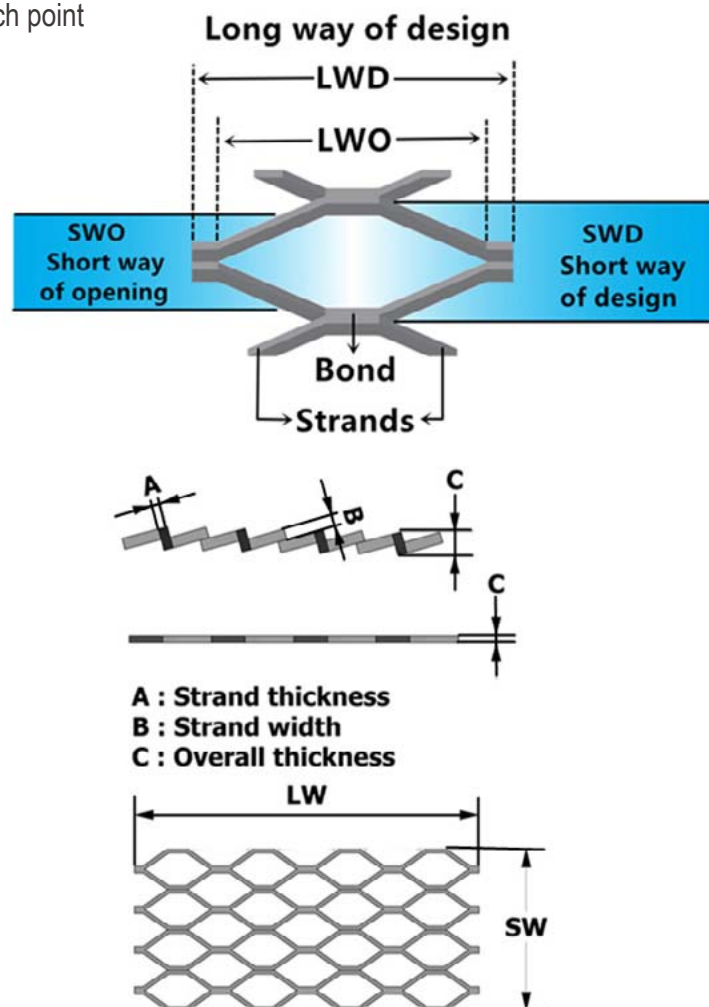 ch point
Long way of design
LWD
LWO
SWO
Short way
of opening
SWD
Short way
of design
Bond
Strands
A
B
C
C
A : Strand thickness
B : Strand width
C : Overall thickness
LW
SW